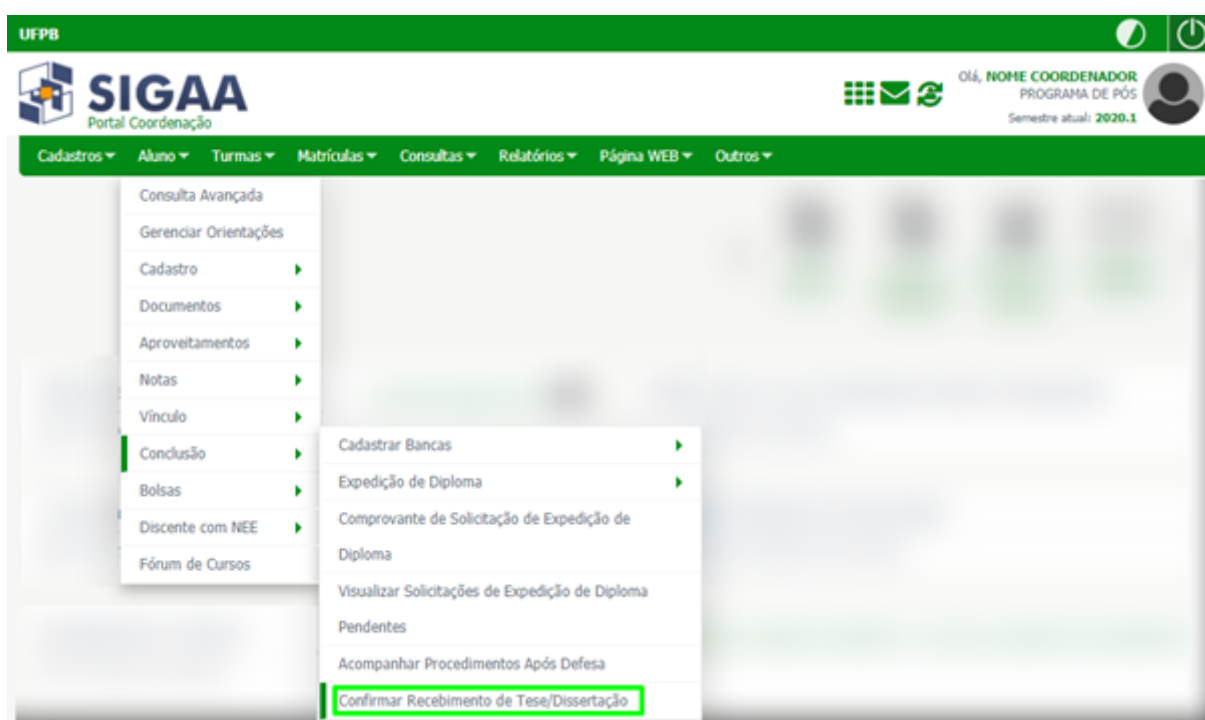 UFPB
SIGAA
Portal Coordenação
Olá, NOME COORDENADOR
PROGRAMA DE PÓS
Semestre atual: 2020.1
Cadastros Aluno Turmas Matrículas Consultas Relatórios Página WEB Outros
Consulta Avançada
Gerenciar Orientações
Cadastro
Documentos
Aproveitamentos
Notas
Vínculo
Conclusão
Bolsas
Discente com NEE
Fórum de Cursos
Cadastrar Bancas
Expedição de Diploma
Comprovante de Solicitação de Expedição de
Diploma
Visualizar Solicitações de Expedição de Diploma
Pendentes
Acompanhar Procedimentos Após Defesa
Confirmar Recebimento de Tese/Dissertação